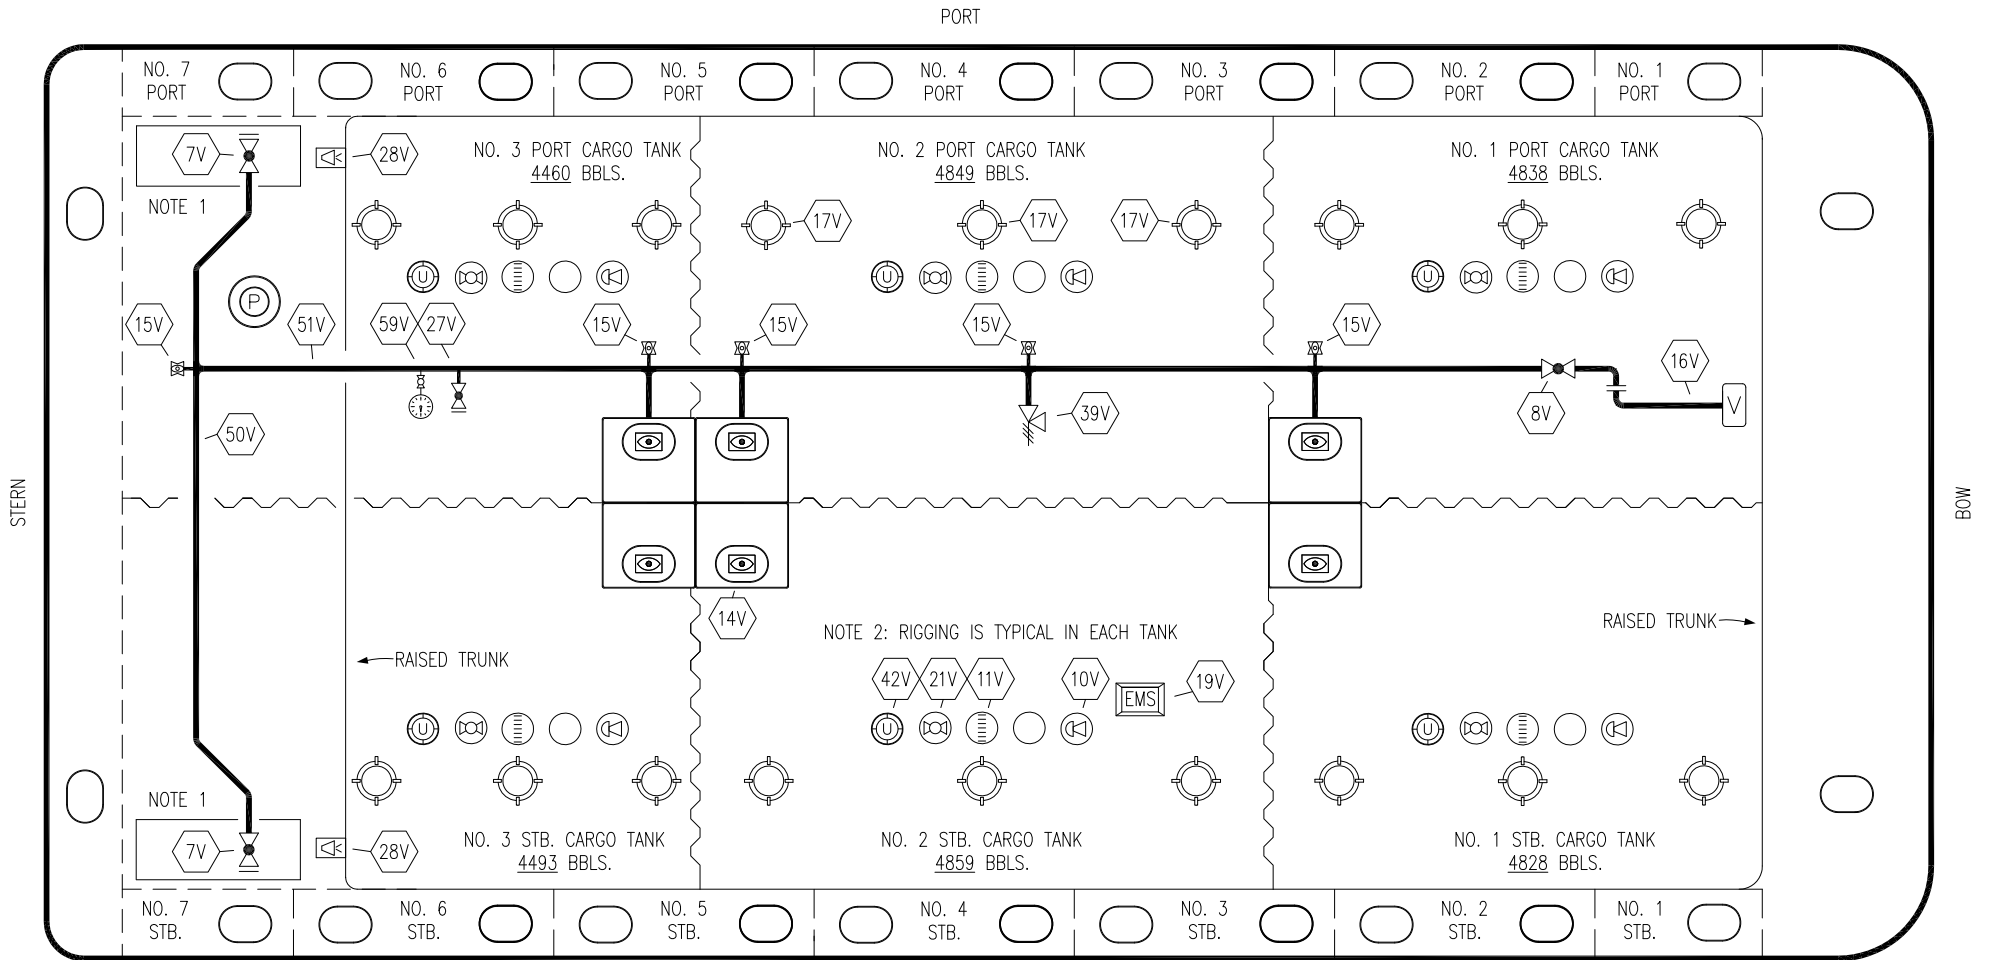 PORT
NO. 7
PORT
NO. 6
PORT
NO. 5
PORT
NO. 4
PORT
NO. 3
PORT
NO. 2
PORT
NO. 1
PORT
7V
28V
NO. 3 PORT CARGO TANK
4460 BBLS.
NO. 2 PORT CARGO TANK
4849 BBLS.
NO. 1 PORT CARGO TANK
4838 BBLS.
NOTE 1
17V
17V
17V
U
U
U
P
15V
51V
59V
27V
15V
15V
15V
15V
16V
8V
V
39V
50V
STERN
BOW
14V
NOTE 2: RIGGING IS TYPICAL IN EACH TANK
RAISED TRUNK
RAISED TRUNK
42V
21V
11V
10V
EMS
19V
U
U
U
NOTE 1
7V
28V
NO. 3 STB. CARGO TANK
4493 BBLS.
NO. 2 STB. CARGO TANK
4859 BBLS.
NO. 1 STB. CARGO TANK
4828 BBLS.
NO. 7
STB.
NO. 6
STB.
NO. 5
STB.
NO. 4
STB.
NO. 3
STB.
NO. 2
STB.
NO. 1
STB.